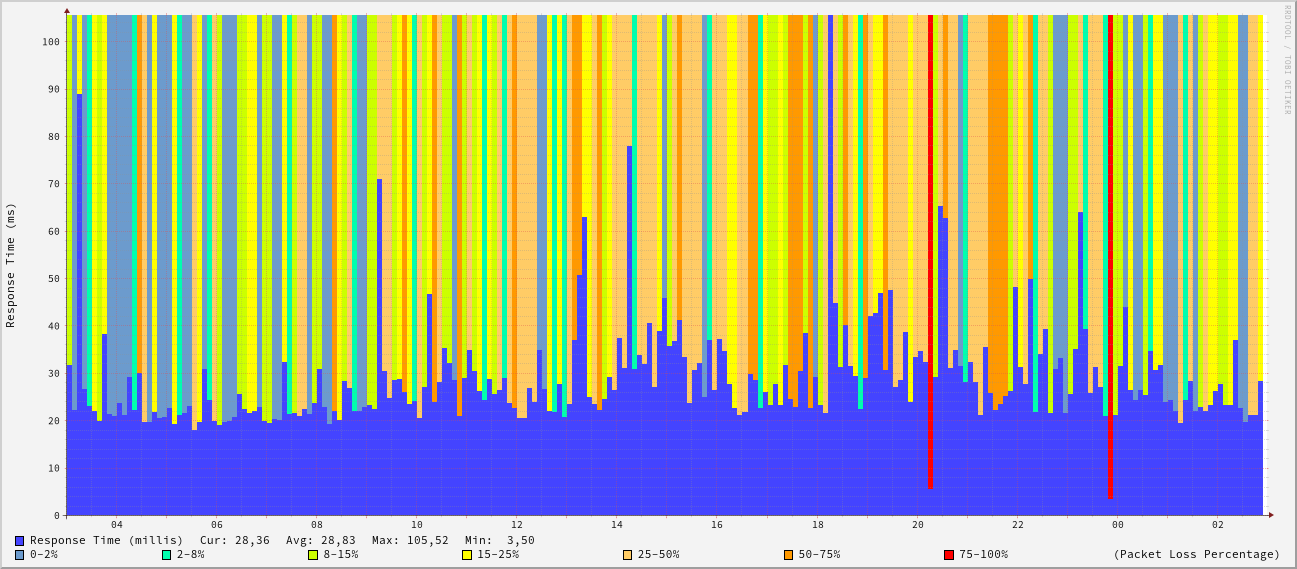 RRDTOOL / TOBI OETIKER
Response Time (ms)
100
90
80
70
60
50
40
30
20
10
0
04 06 08 10 12 14 16 18 20 22 00 02
Response Time (millis) Cur: 28,36 Avg: 28,83 Max: 105,52 Min: 3,50
0-2% 2-8% 8-15% 15-25% 25-50% 50-75% 75-100% (Packet Loss Percentage)